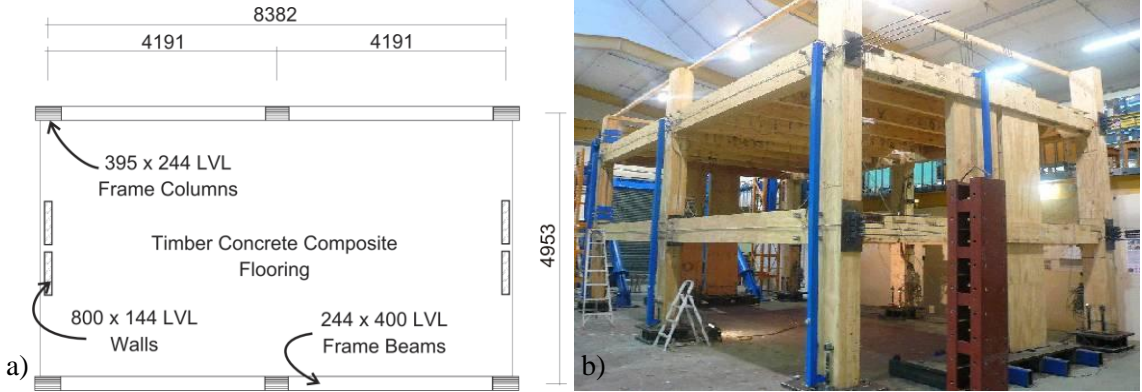 8382
4191 4191
395 x 244 LVL
Frame Columns
Timber Concrete Composite
Flooring
4953
800 x 144 LVL
Walls
244 x 400 LVL
Frame Beams
a)
b)